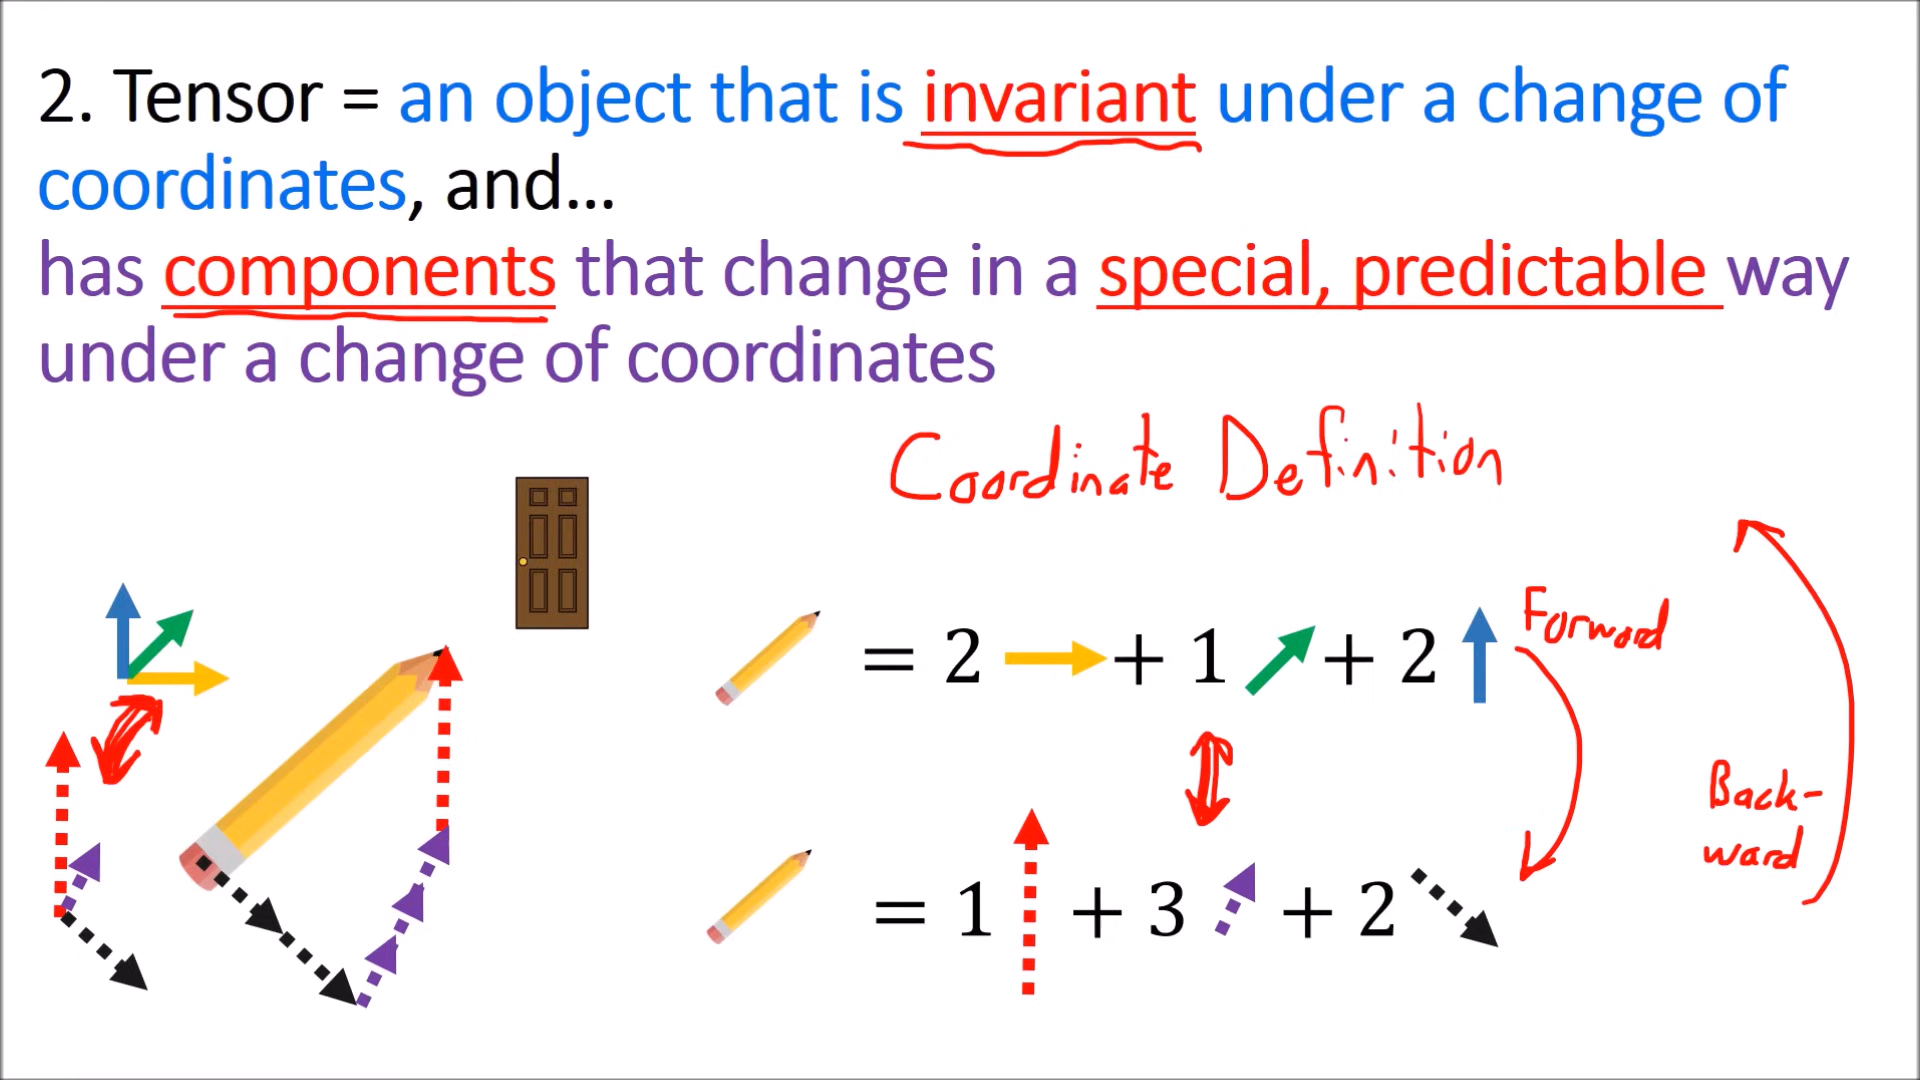 2. Tensor = an object that is invariant under a change of
coordinates, and...
has components that change in a special, predictable way
under a change of coordinates
Coordinate Definition
= 2 + 1 + 2
Forward
Back-
ward
= 1 + 3 + 2